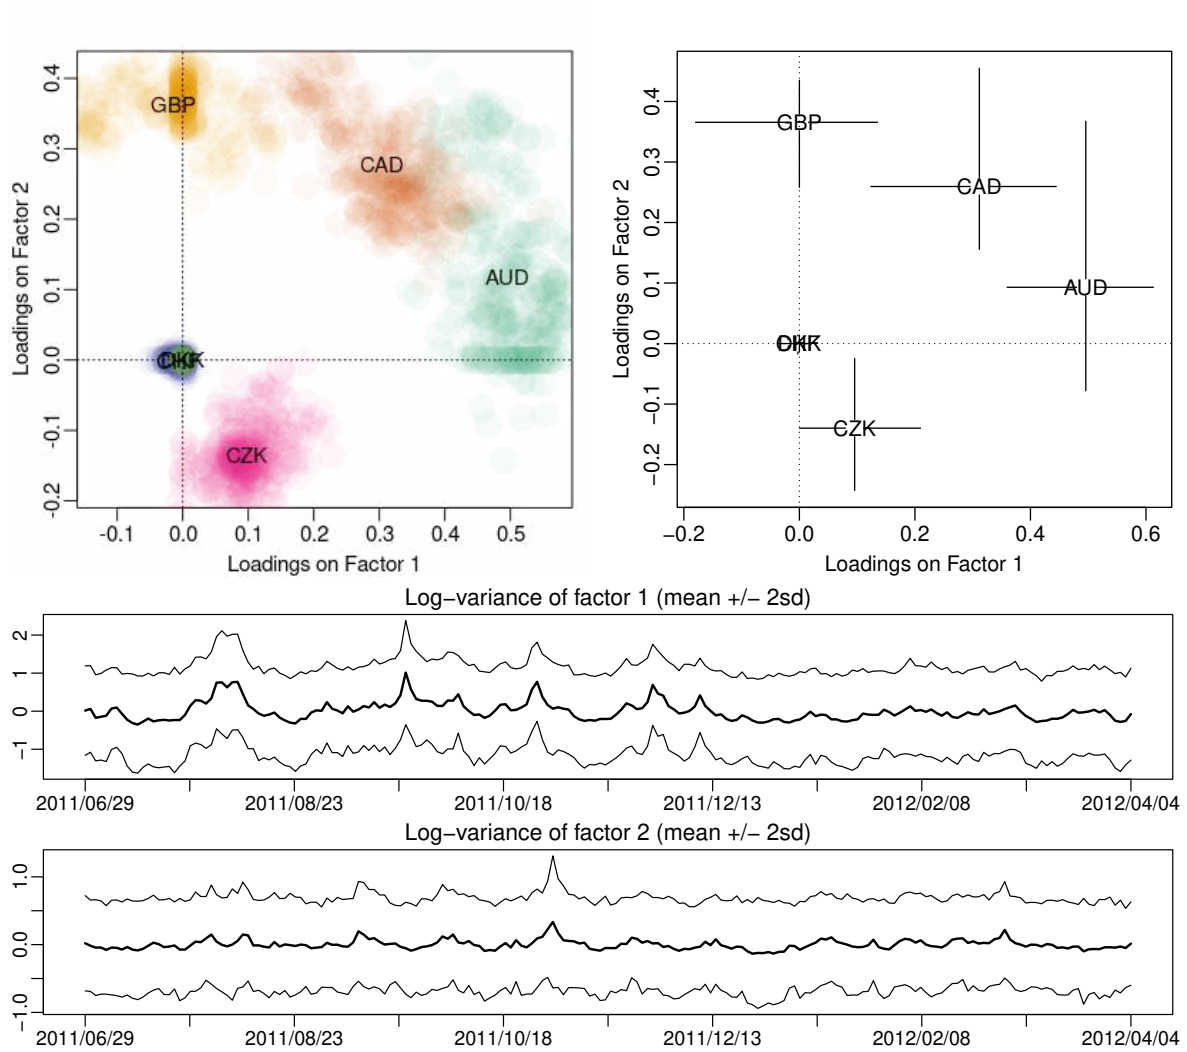 Loadings on Factor 2
0.4
0.3
0.2
0.1
0.0
-0.1
-0.2
GBP
CAD
AUD
CZK
-0.1 0.0 0.1 0.2 0.3 0.4 0.5
Loadings on Factor 1
Loadings on Factor 2
0.4
0.3
0.2
0.1
0.0
−0.1
−0.2
GBP
CAD
AUD
CZK
−0.2 0.0 0.2 0.4 0.6
Loadings on Factor 1
Log−variance of factor 1 (mean +/− 2sd)
2
1
0
−1
2011/06/29 2011/08/23 2011/10/18 2011/12/13 2012/02/08 2012/04/04
Log−variance of factor 2 (mean +/− 2sd)
1.0
0.0
−1.0
2011/06/29 2011/08/23 2011/10/18 2011/12/13 2012/02/08 2012/04/04